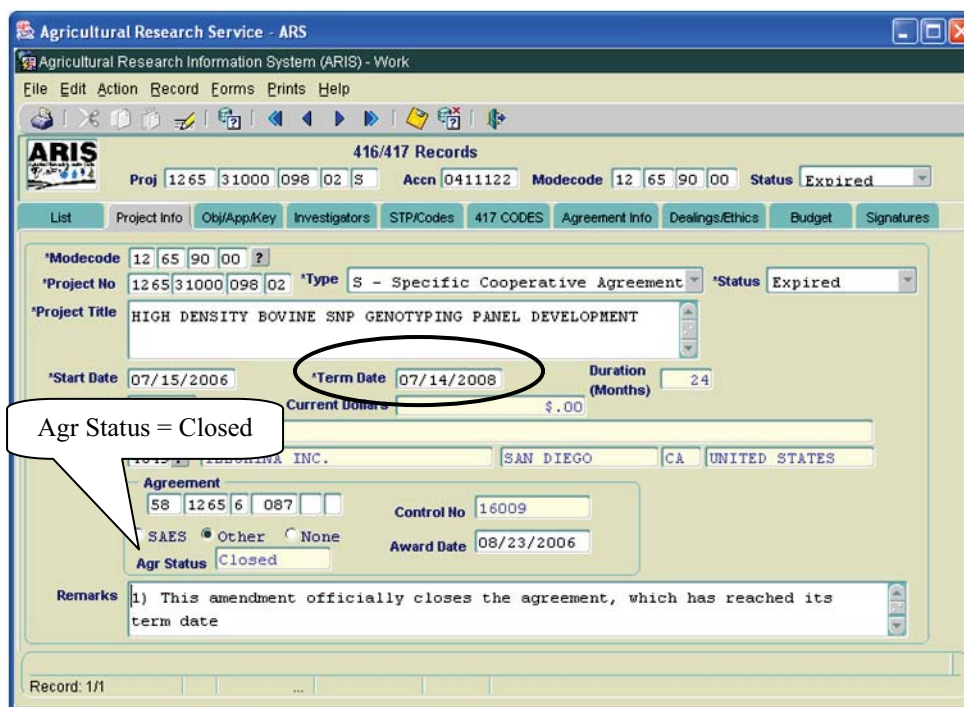 Agricultural Research Service - ARS
Agricultural Research Information System (ARIS) - Work
File Edit Action Record Forms Prints Help
ARIS
416/417 Records
Proj 1265 31000 098 02 S Accn 0411122 Modecode 12 65 90 00 Status Expired
List Project Info Obj/App/Key Investigators STP/Codes 417 CODES Agreement Info Dealings/Ethics Budget Signatures
*Modecode 12 65 90 00 ?
*Project No 1265 31000 098 02 *Type S - Specific Cooperative Agreement *Status Expired
*Project Title HIGH DENSITY BOVINE SNP GENOTYPING PANEL DEVELOPMENT
*Start Date 07/15/2006 *Term Date 07/14/2008 Duration (Months) 24
Current Dollars $.00
Agr Status = Closed
INC. SAN DIEGO CA UNITED STATES
Agreement
58 1265 6 087
Control No 16009
SAES Other None
Award Date 08/23/2006
Agr Status Closed
Remarks 1) This amendment officially closes the agreement, which has reached its
term date
Record: 1/1 ...